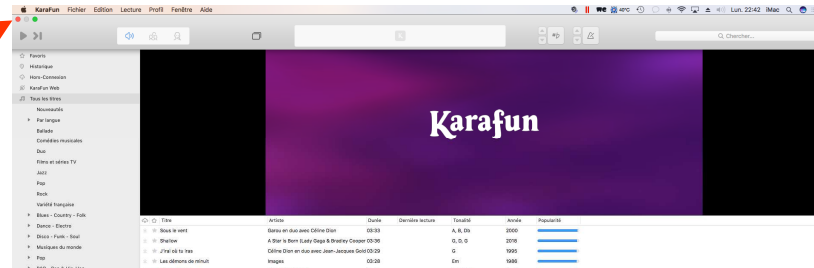 KaraFun Fichier Edition Lecture Profil Fenêtre Aide 40°C Lun. 22:42 iMac
Chercher...
Favoris
Historique
Hors-Connexion
KaraFun Web
Tous les titres
Nouveautés
Par langue
Ballade
Comédies musicales
Duo
Films et séries TV
Jazz
Pop
Rock
Variété française
Blues - Country - Folk
Dance - Electro
Disco - Funk - Soul
Musiques du monde
Pop
Karafun
Titre Artiste Durée Dernière lecture Tonalité Année Popularité
Sous le vent Garou en duo avec Céline Dion 03:33 A, B, Db 2000
Shallow A Star is Born (Lady Gaga & Bradley Cooper 03:36 G, D, G 2018
J'irai où tu iras Céline Dion en duo avec Jean-Jacques Gold 03:29 G 1995
Les démons de minuit Images 03:28 Em 1986